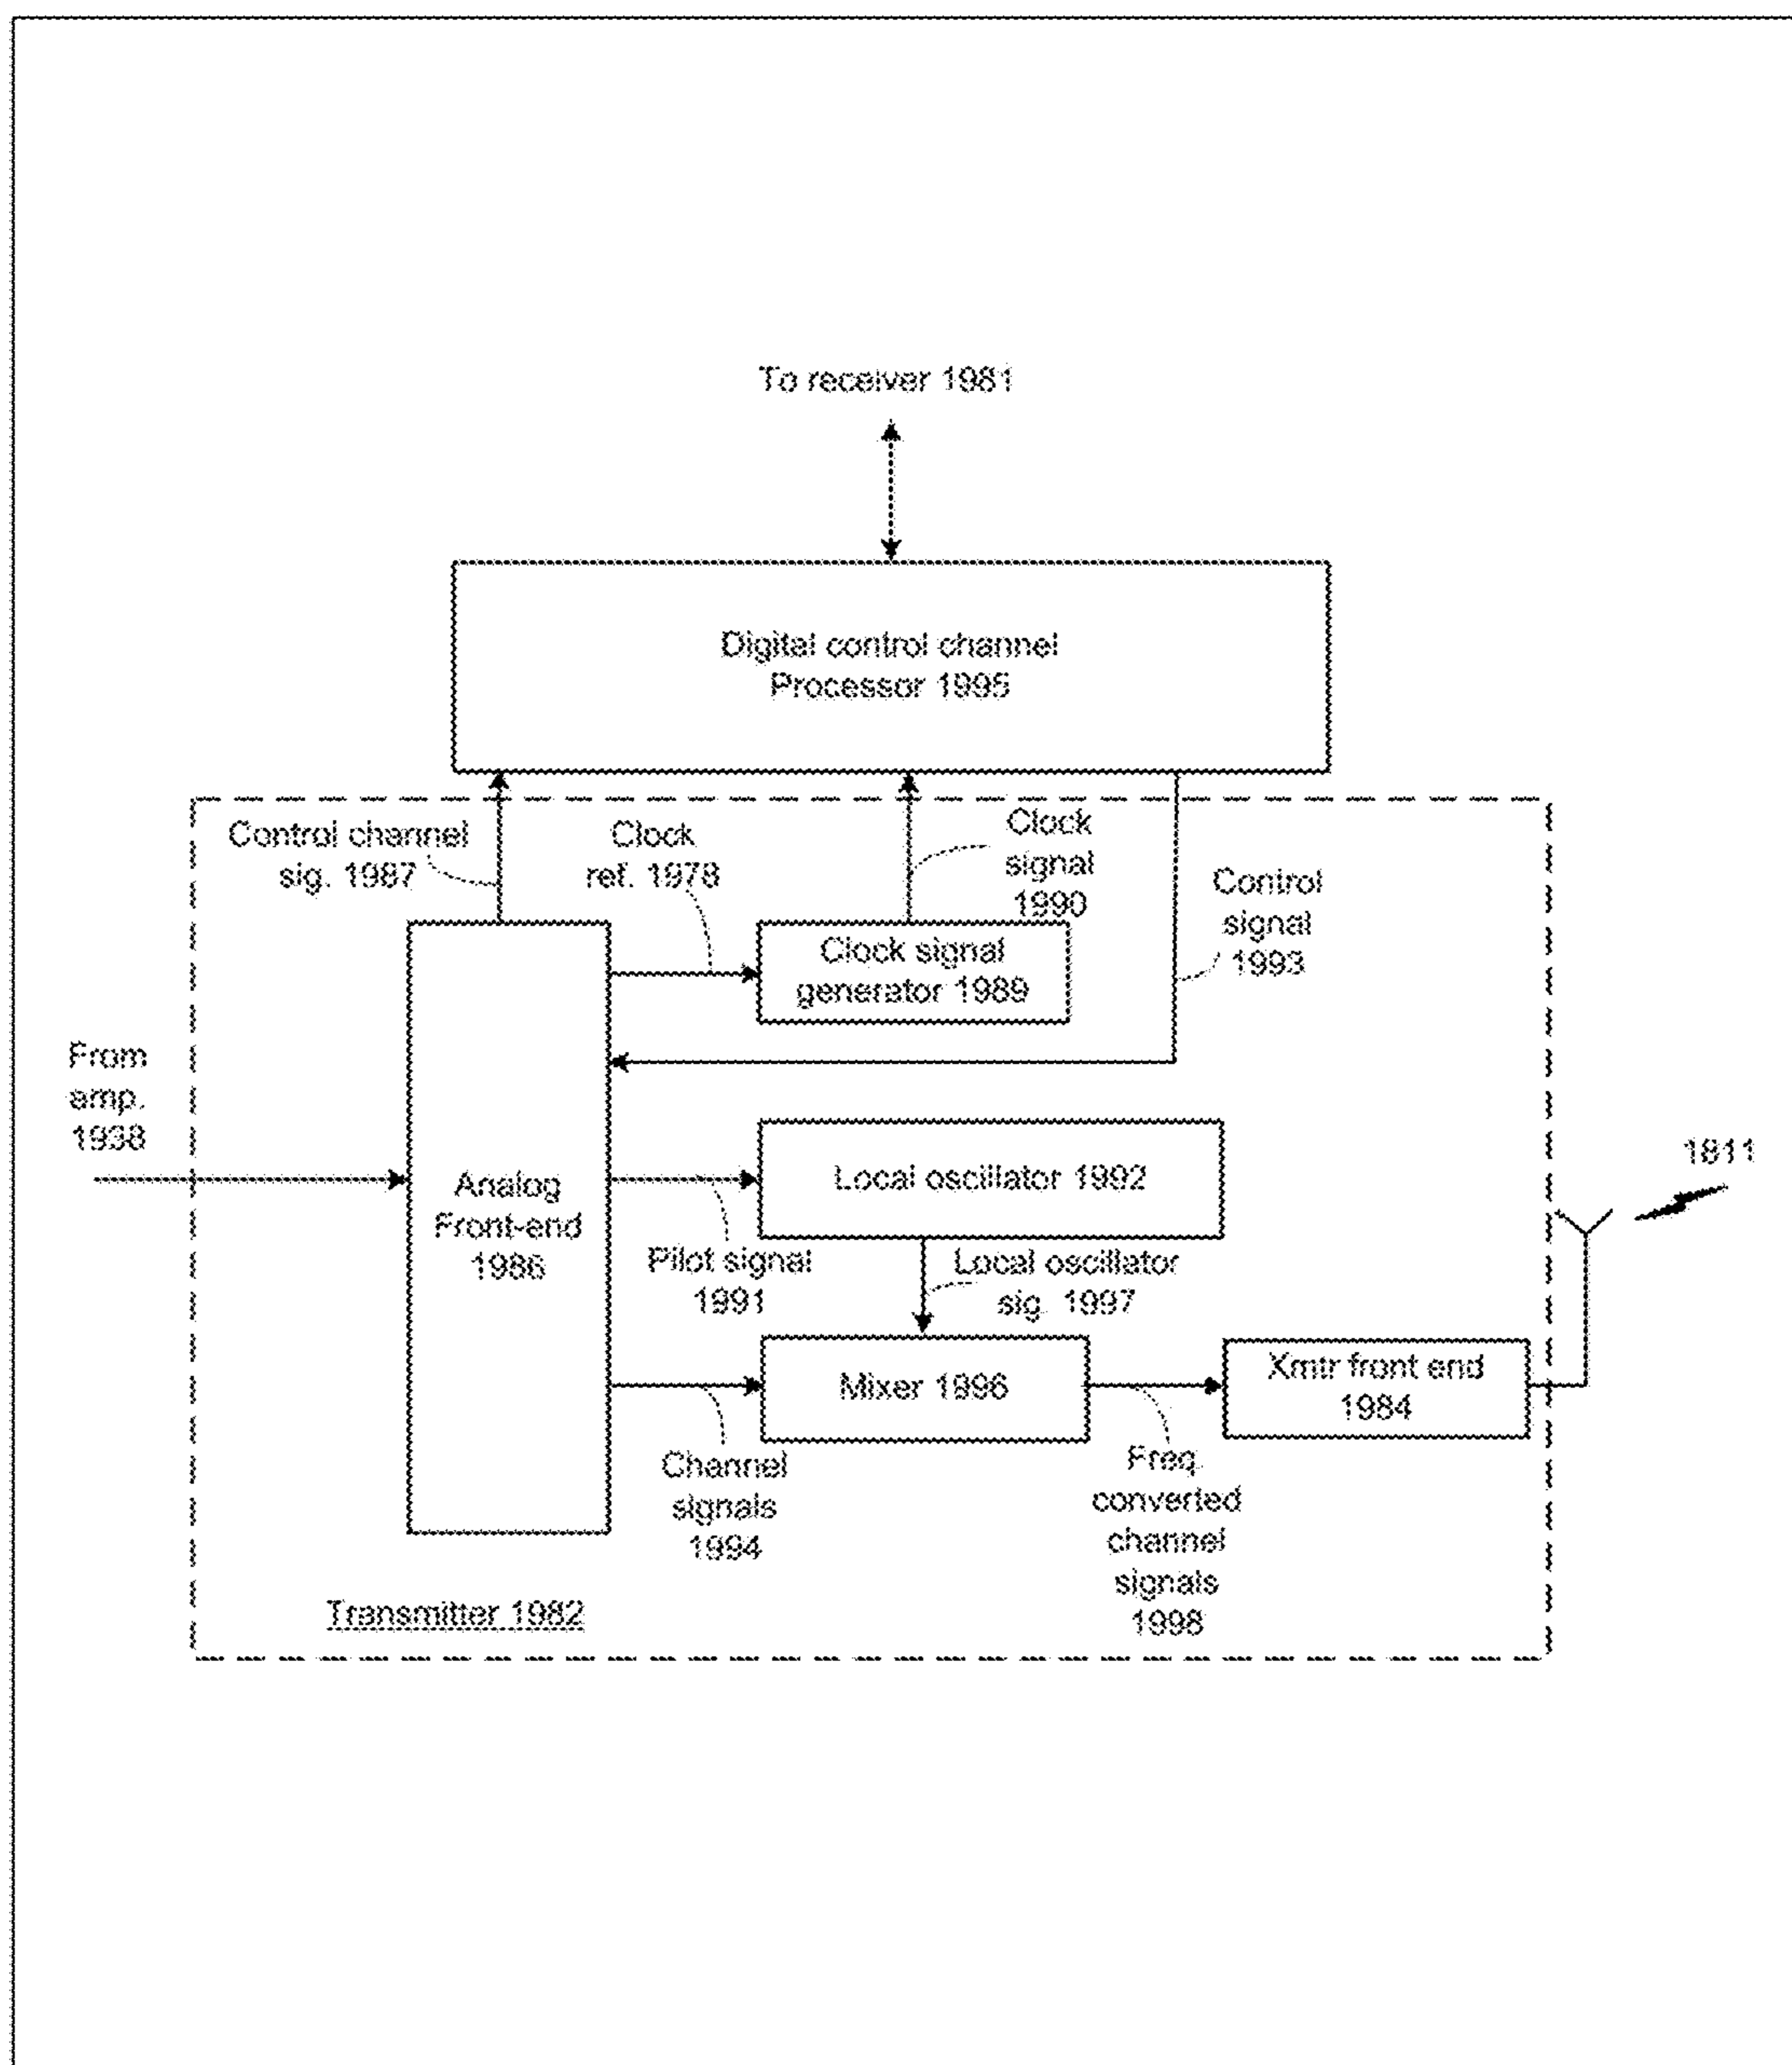 To receiver 1981
Digital control channel
Processor 1995
Control channel
sig. 1987
Clock
ref. 1978
Clock
signal
1990
Control
signal
1993
Clock signal
generator 1989
From
amp.
1938
Analog
Front-end
1986
Local oscillator 1992
1811
Pilot signal
1991
Local oscillator
sig. 1997
Mixer 1996
Xmtr front end
1984
Channel
signals
1994
Freq.
converted
channel
signals
1998
Transmitter 1982